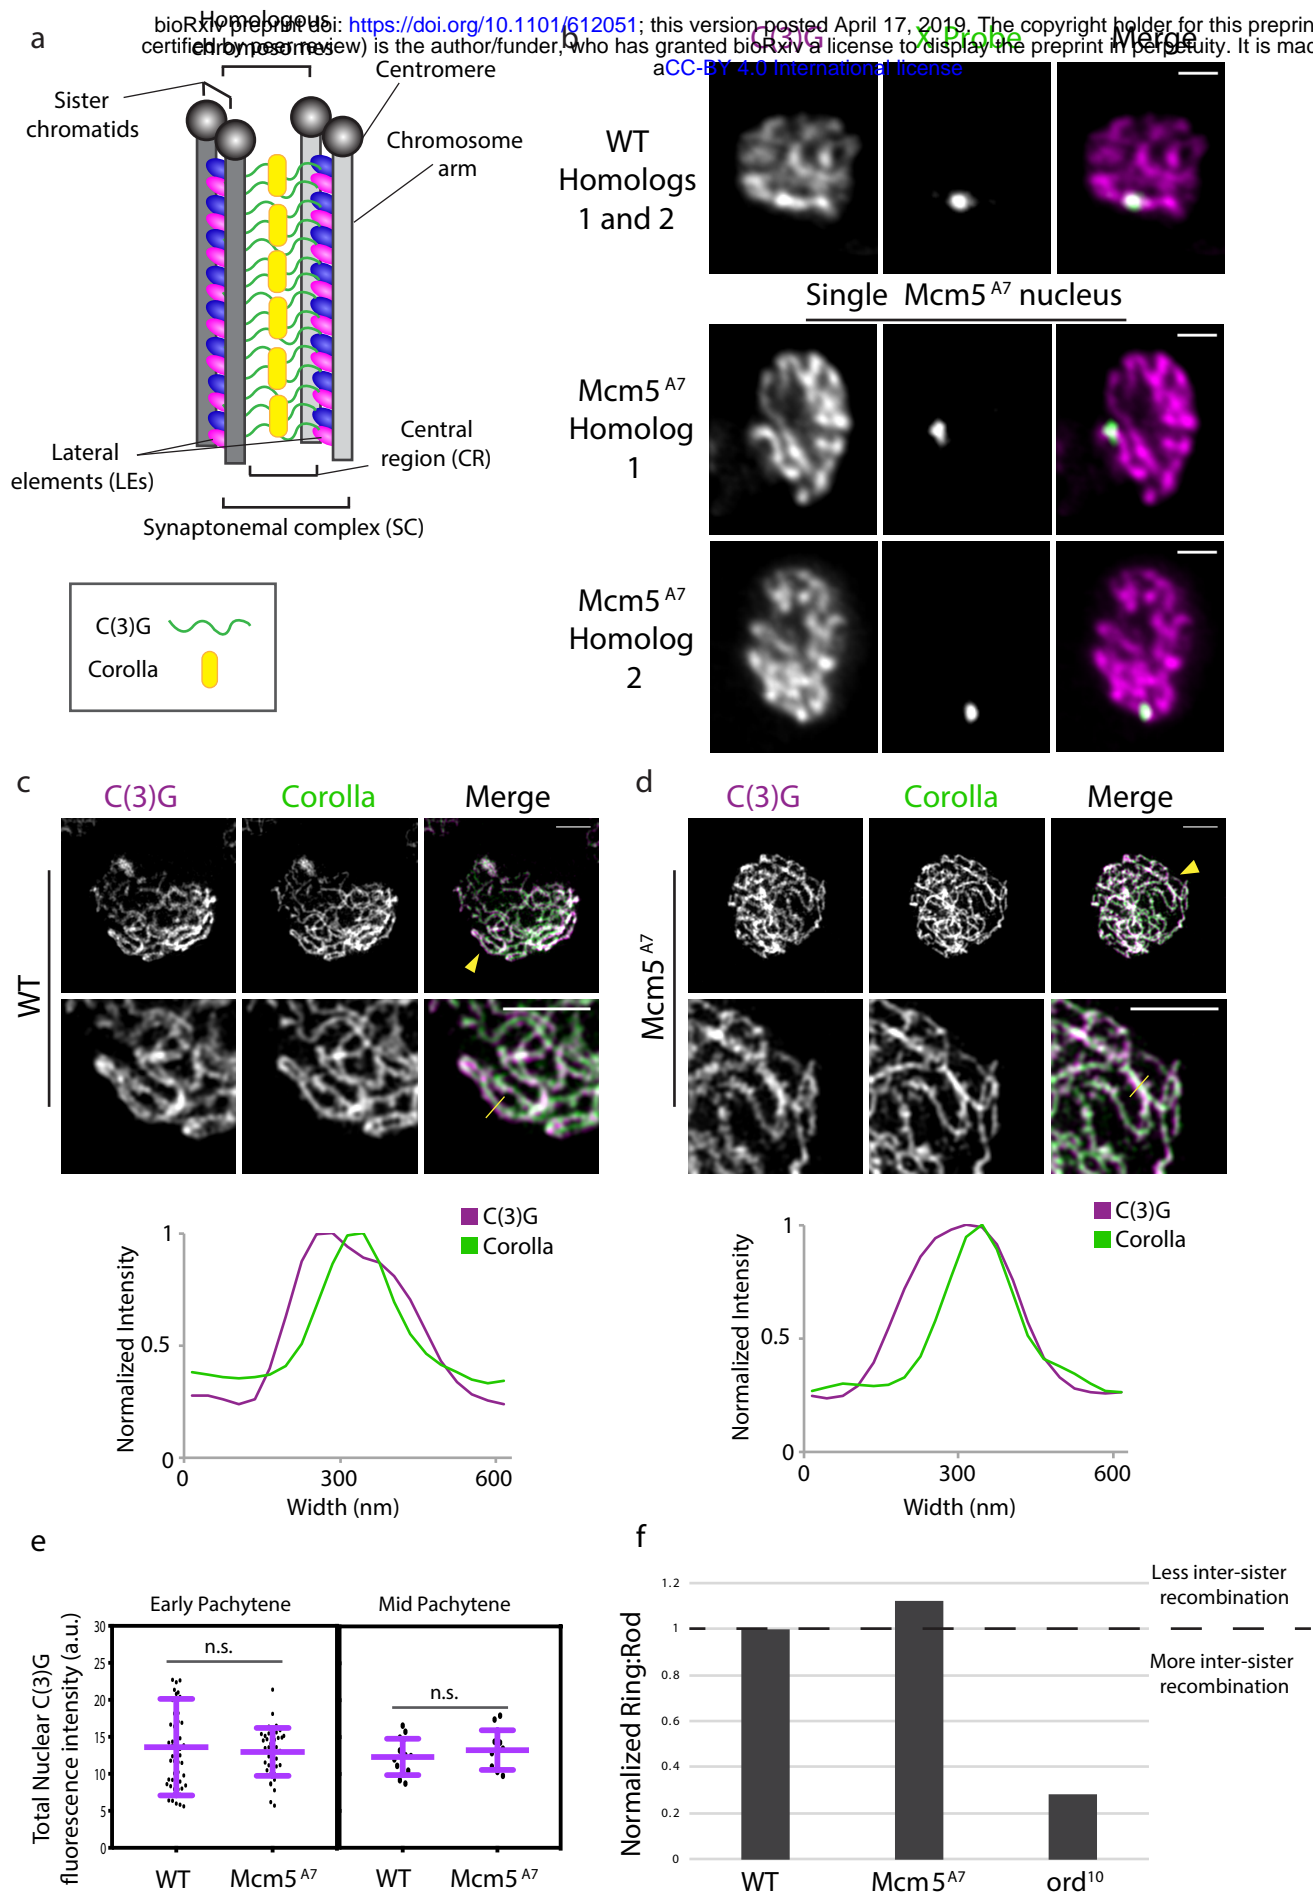 bioRxiv preprint doi: https://doi.org/10.1101/612051; this version posted April 17, 2019. The copyright holder for this preprin
certified by peer review) is the author/funder, who has granted bioRxiv a license to display the preprint in perpetuity. It is mad
aCC-BY 4.0 International license
a
Homologous
chromosomes
Centromere
Sister
chromatids
Chromosome
arm
Lateral
elements (LEs)
Central
region (CR)
Synaptonemal complex (SC)
C(3)G
Corolla
b
C(3)G
X Probe
Merge
WT
Homologs
1 and 2
Single Mcm5 A7 nucleus
Mcm5 A7
Homolog
1
Mcm5 A7
Homolog
2
c
C(3)G
Corolla
Merge
WT
C(3)G
Corolla
Normalized Intensity
1
0.5
0
0
300
600
Width (nm)
d
C(3)G
Corolla
Merge
Mcm5 A7
C(3)G
Corolla
Normalized Intensity
1
0.5
0
0
300
600
Width (nm)
e
Early Pachytene
Mid Pachytene
Total Nuclear C(3)G
fluorescence intensity (a.u.)
30
25
20
15
10
5
0
n.s.
n.s.
WT
Mcm5 A7
WT
Mcm5 A7
f
Normalized Ring:Rod
1.2
1
0.8
0.6
0.4
0.2
0
Less inter-sister
recombination
More inter-sister
recombination
WT
Mcm5A7
ord10